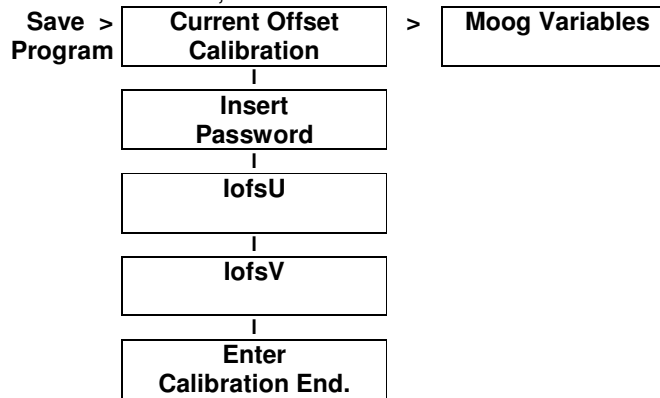 Save > Current Offset > Moog Variables
Program Calibration
Insert
Password
IofsU
IofsV
Enter
Calibration End.